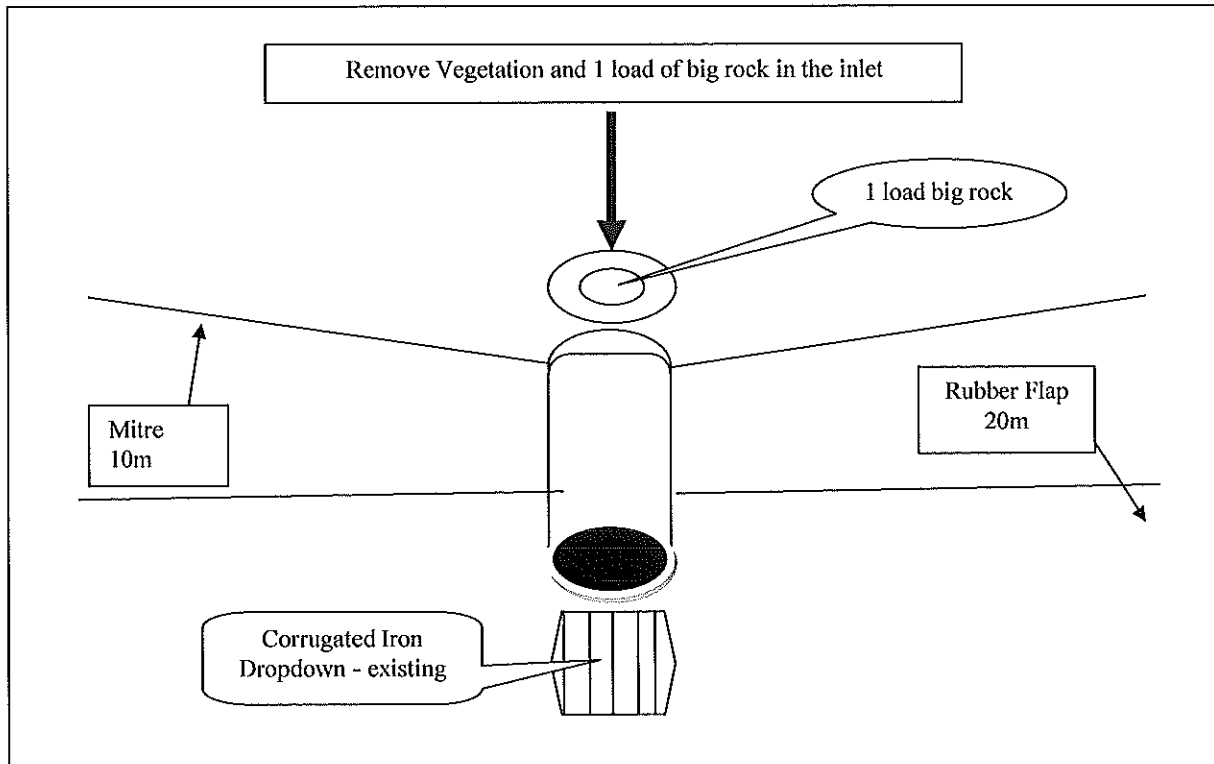 Remove Vegetation and 1 load of big rock in the inlet
1 load big rock
Mitre
10m
Rubber Flap
20m
Corrugated Iron
Dropdown - existing